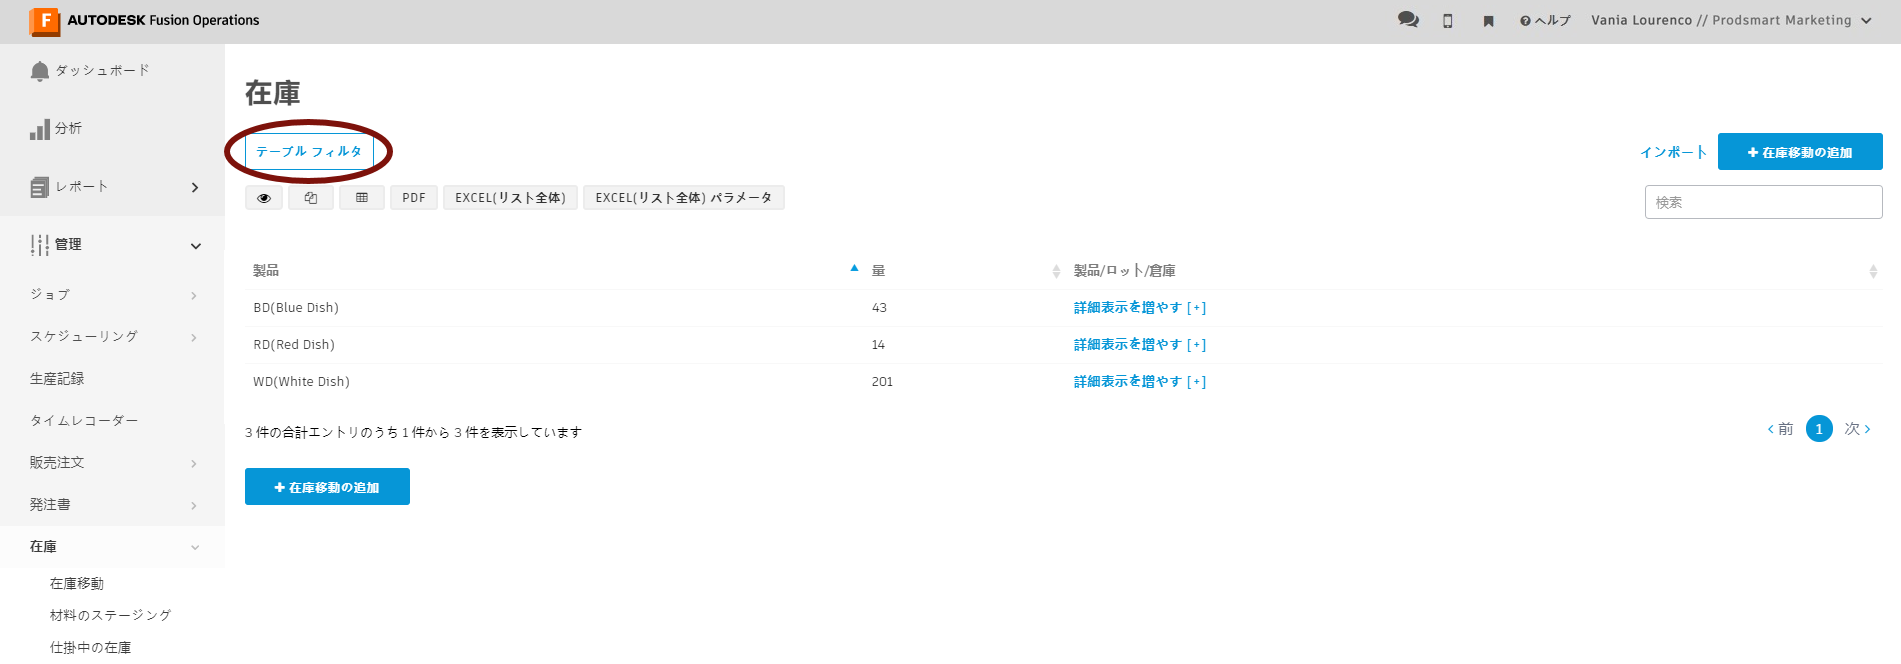 F AUTODESK Fusion Operations
ヘルプ
Vania Lourenco // Prodsmart Marketing
ダッシュボード
分析
レポート
管理
ジョブ
スケジューリング
生産記録
タイムレコーダー
販売注文
発注書
在庫
在庫移動
材料のステージング
仕掛中の在庫
在庫
テーブル フィルタ
インポート
+ 在庫移動の追加
PDF
EXCEL(リスト全体)
EXCEL(リスト全体) パラメータ
検索
製品 量 製品/ロット/倉庫
BD(Blue Dish) 43 詳細表示を増やす [+]
RD(Red Dish) 14 詳細表示を増やす [+]
WD(White Dish) 201 詳細表示を増やす [+]
3 件の合計エントリのうち 1 件から 3 件を表示しています
‹ 前 1 次 ›
+ 在庫移動の追加